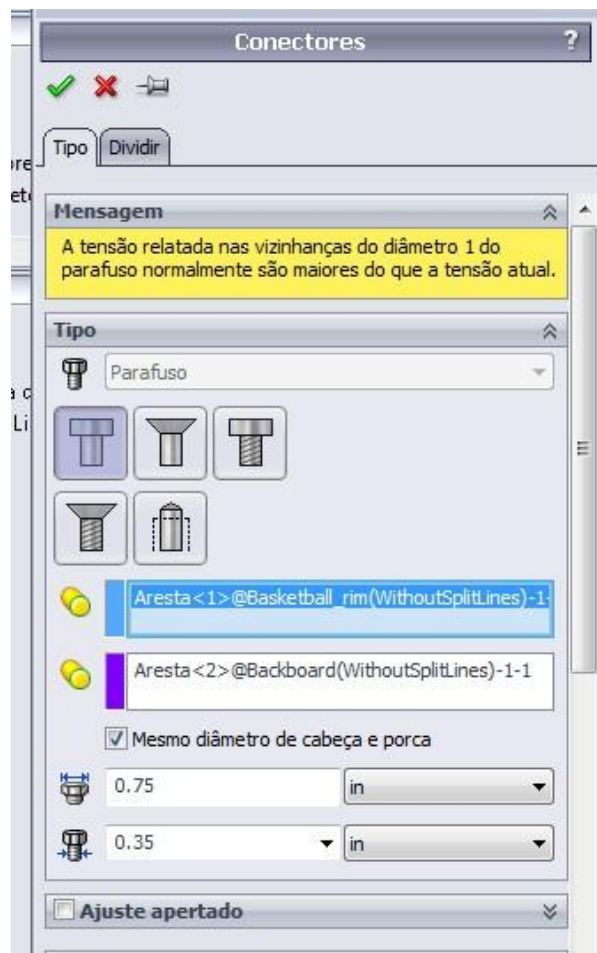 Conectores ?
Tipo Dividir
Mensagem
A tensão relatada nas vizinhanças do diâmetro 1 do
parafuso normalmente são maiores do que a tensão atual.
Tipo
Parafuso
Aresta<1>@Basketball_rim(WithoutSplitLines)-1-
Aresta<2>@Backboard(WithoutSplitLines)-1-1
Mesmo diâmetro de cabeça e porca
0.75 in
0.35 in
Ajuste apertado